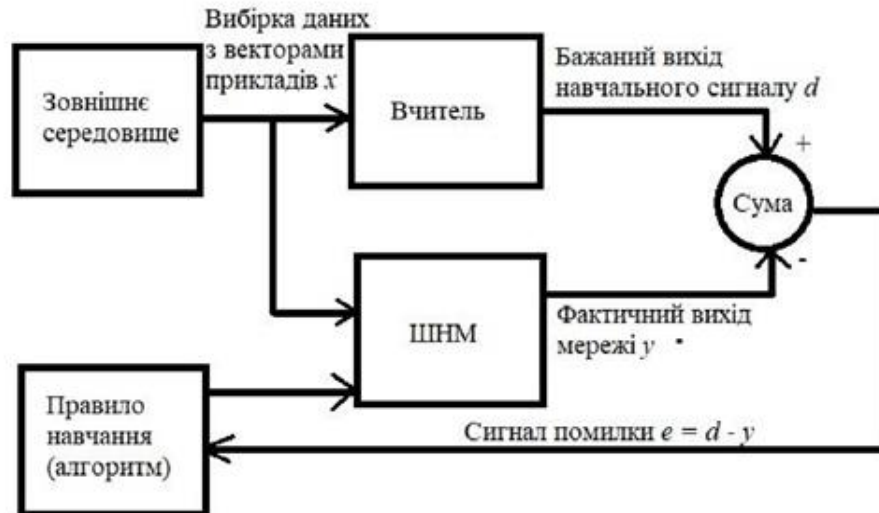 Вибірка даних
з векторами
прикладів x
Зовнішнє
середовище
Вчитель
Бажаний вихід
навчального сигналу d
+
Сума
-
ШНМ
Фактичний вихід
мережі y
Правило
навчання
(алгоритм)
Сигнал помилки e = d - y